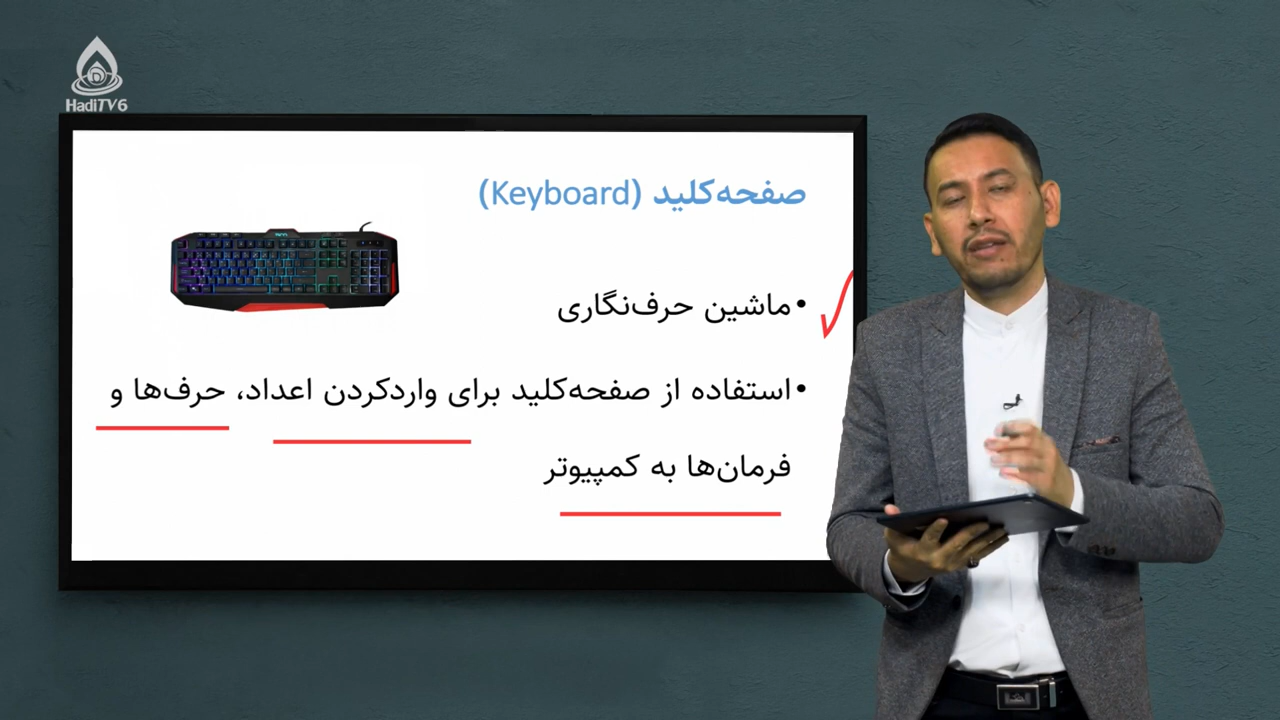 HadiTV6
صفحه‌کلید (Keyboard)
•ماشین حرف‌نگاری
•استفاده از صفحه‌کلید برای واردکردن اعداد، حرف‌ها و
فرمان‌ها به کمپیوتر